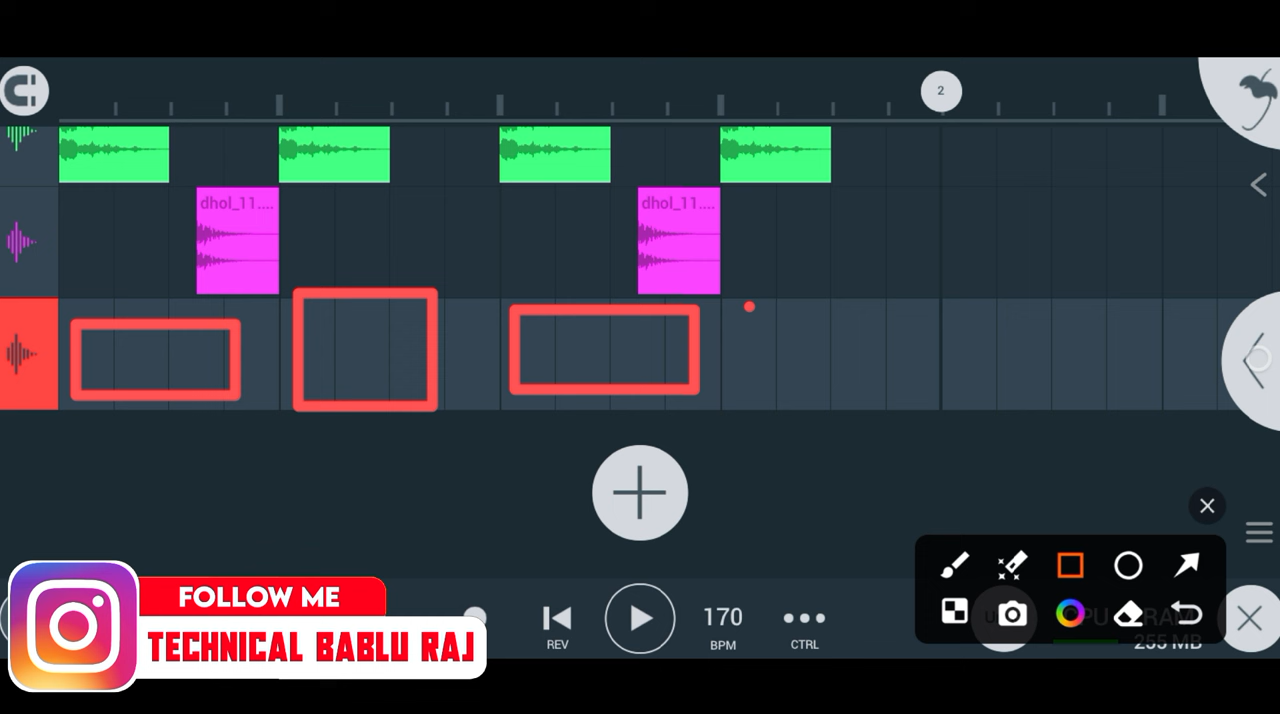 2
dhol_11.... dhol_11....
FOLLOW ME
TECHNICAL BABLU RAJ
REV
170
BPM
CTRL
255 MB